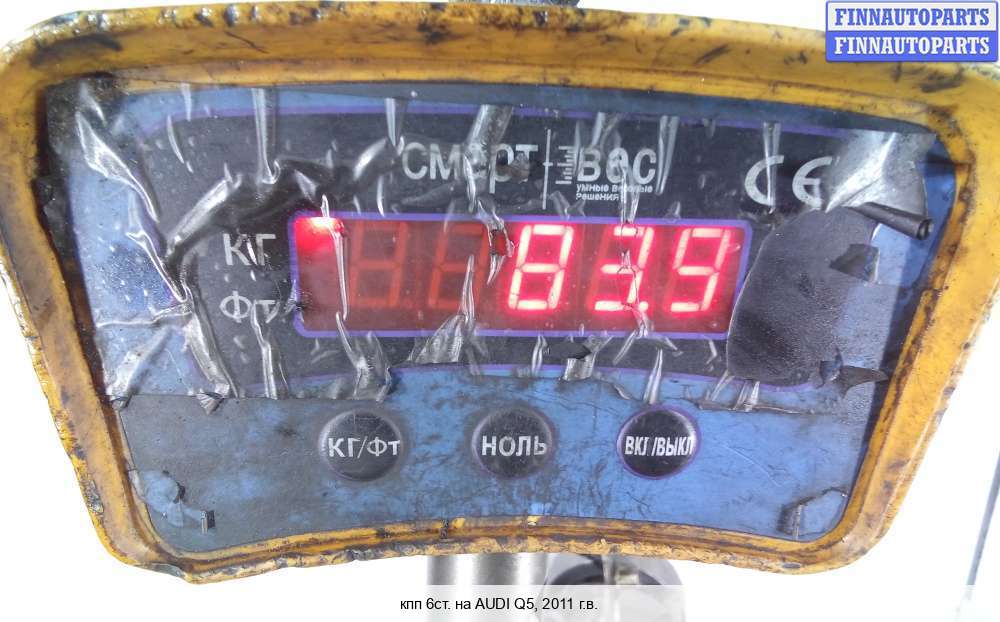 FINNAUTOPARTS
FINNAUTOPARTS
смарт вес
умные весовые
решения
CE
КГ
ФТ
83.9
КГ/ФТ НОЛЬ ВКЛ/ВЫКЛ
кпп 6ст. на AUDI Q5, 2011 г.в.